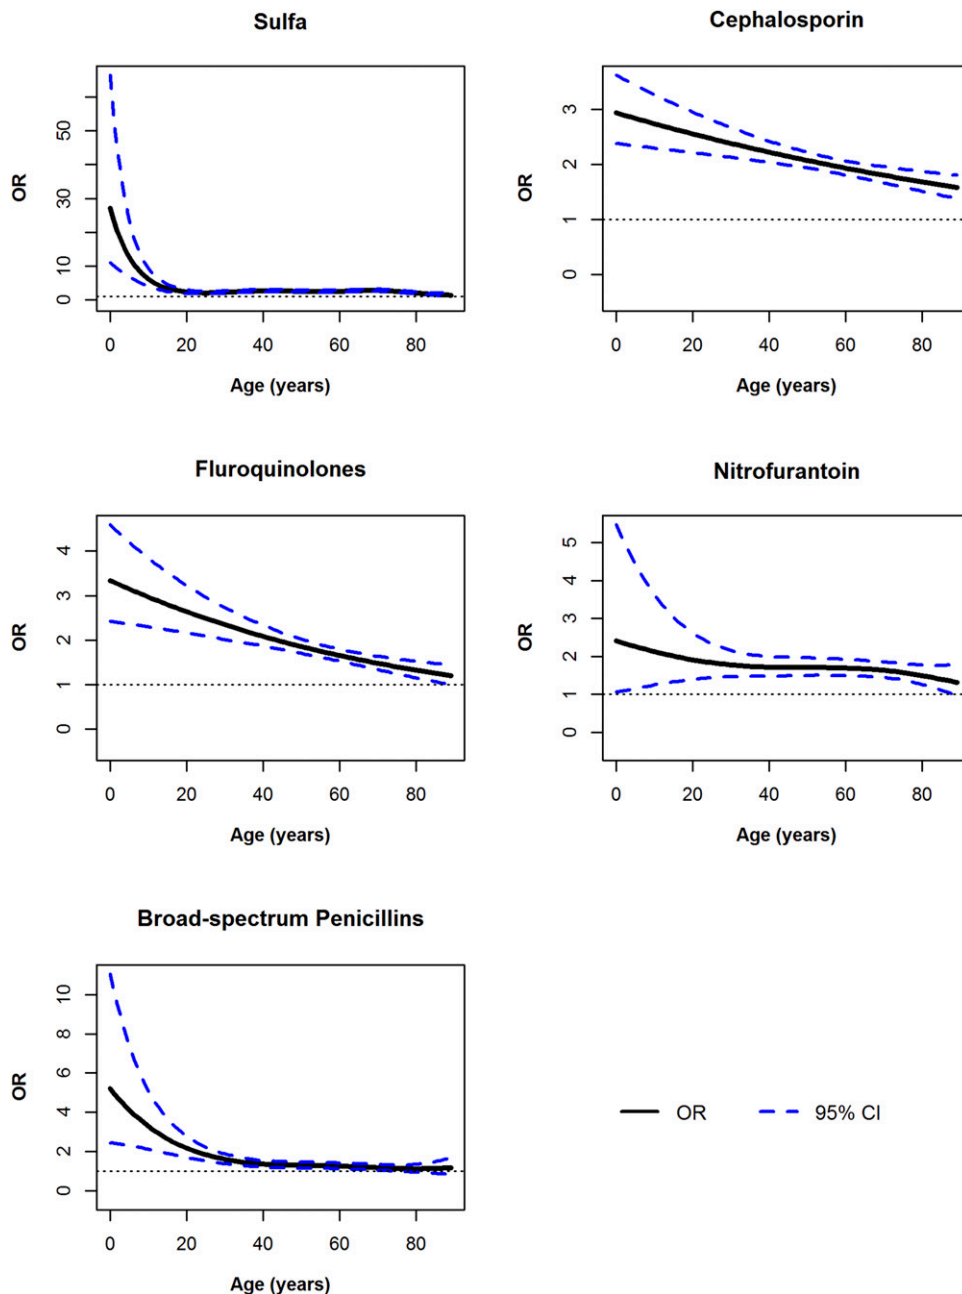 Sulfa
OR
0
10
30
50
0 20 40 60 80
Age (years)
Cephalosporin
OR
0
1
2
3
0 20 40 60 80
Age (years)
Fluroquinolones
OR
0
1
2
3
4
0 20 40 60 80
Age (years)
Nitrofurantoin
OR
0
1
2
3
4
5
0 20 40 60 80
Age (years)
Broad-spectrum Penicillins
OR
0
2
4
6
8
10
0 20 40 60 80
Age (years)
OR 95% CI